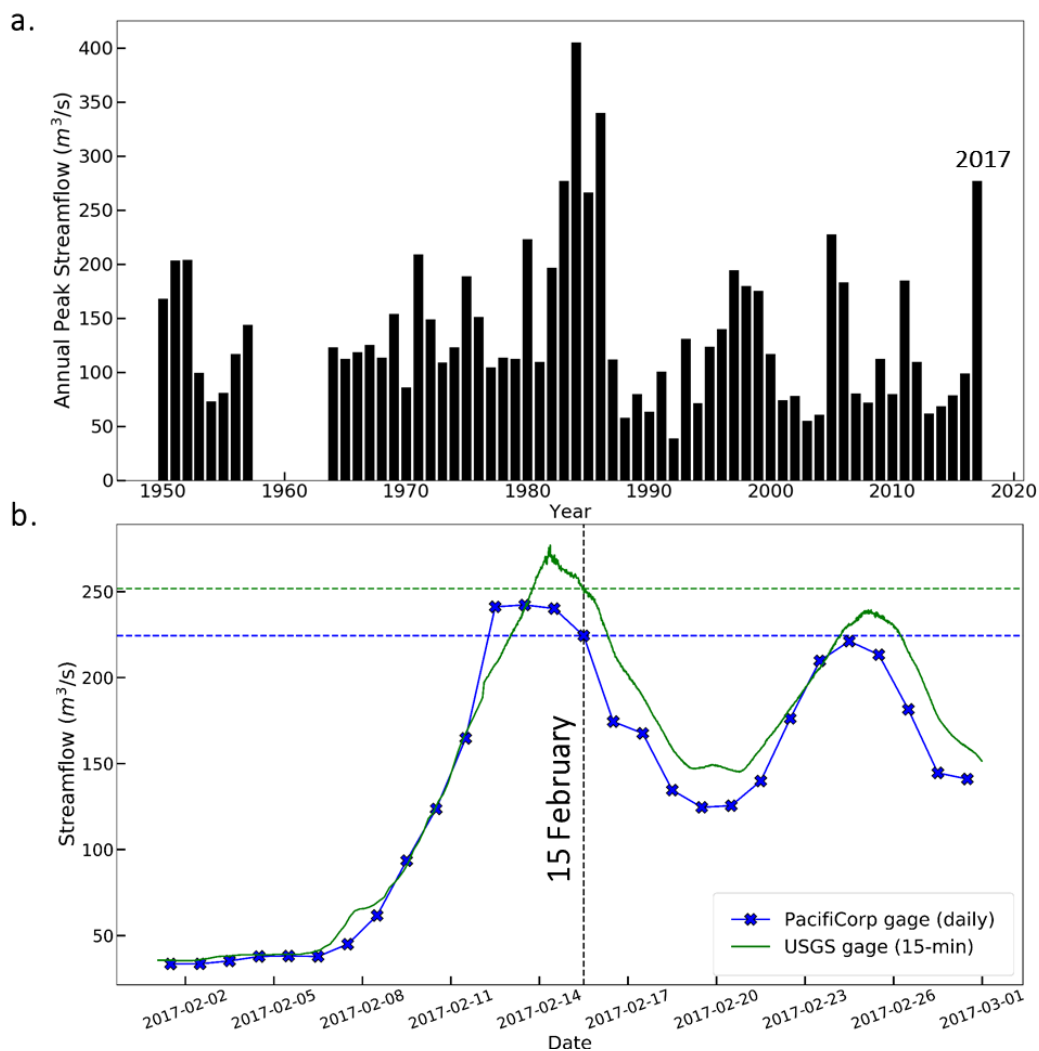 a.
400
350
300
250
200
150
100
50
0
Annual Peak Streamflow (m³/s)
2017
1950 1960 1970 1980 1990 2000 2010 2020
Year
b.
250
200
150
100
50
Streamflow (m³/s)
15 February
PacifiCorp gage (daily)
USGS gage (15-min)
2017-02-02 2017-02-05 2017-02-08 2017-02-11 2017-02-14 2017-02-17 2017-02-20 2017-02-23 2017-02-26 2017-03-01
Date